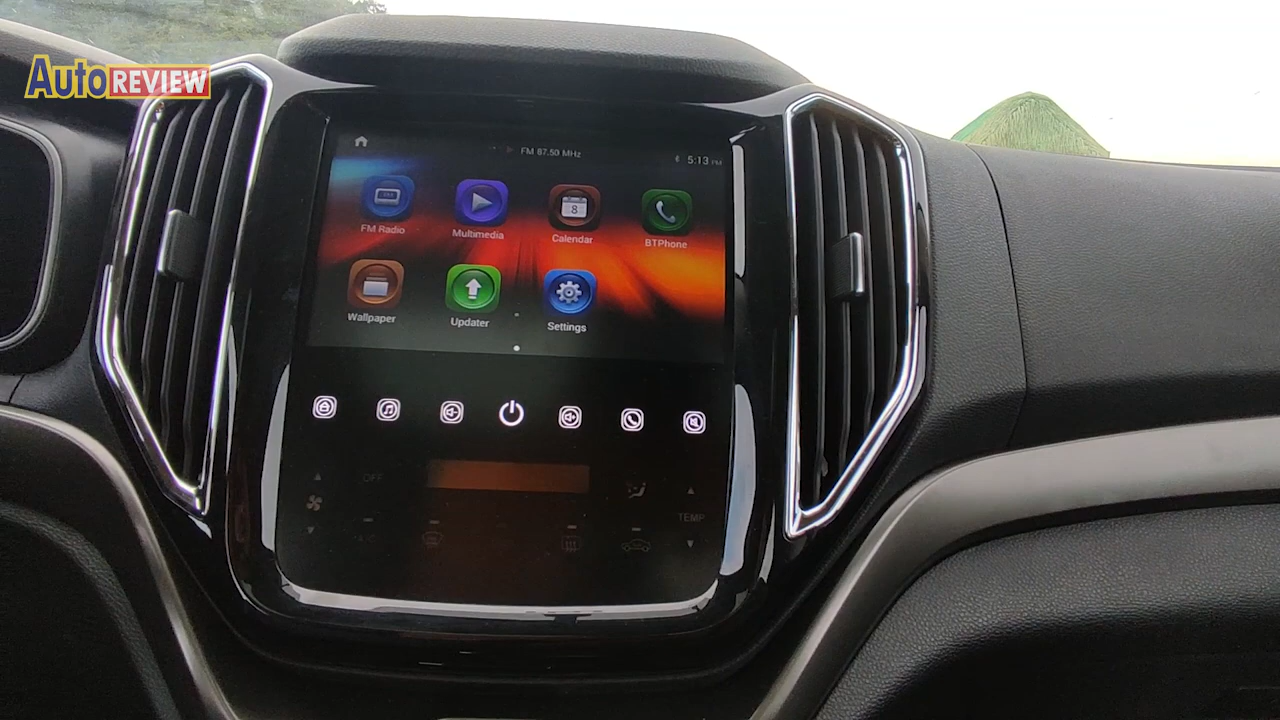 AutoREVIEW
FM 87.50 MHz
5:13 PM
FM Radio
Multimedia
Calendar
8
BTPhone
Wallpaper
Updater
Settings
OFF
TEMP
A/C